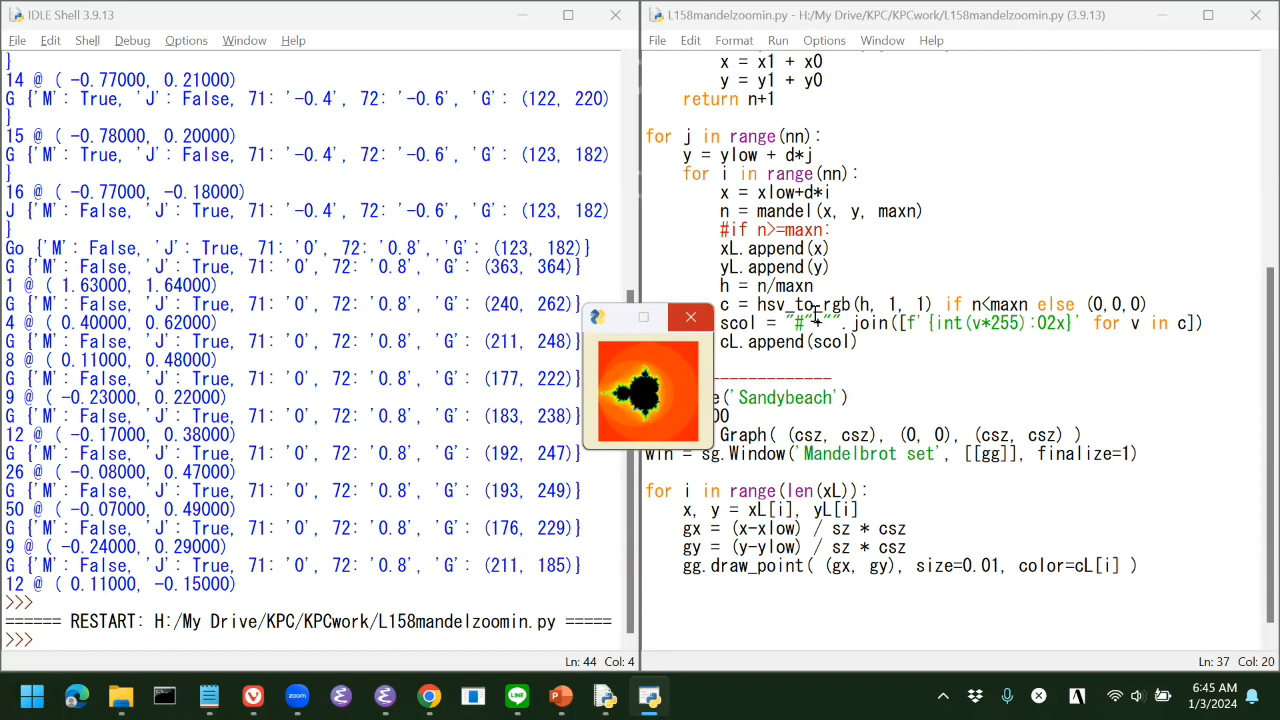 IDLE Shell 3.9.13
File Edit Shell Debug Options Window Help
}
14 @ ( -0.77000, 0.21000)
G {'M': True, 'J': False, 71: '-0.4', 72: '-0.6', 'G': (122, 220)
}
15 @ ( -0.78000, 0.20000)
G {'M': True, 'J': False, 71: '-0.4', 72: '-0.6', 'G': (123, 182)
}
16 @ ( -0.77000, -0.18000)
J {'M': False, 'J': True, 71: '-0.4', 72: '-0.6', 'G': (123, 182)
}
Go {'M': False, 'J': True, 71: '0', 72: '0.8', 'G': (123, 182)}
G {'M': False, 'J': True, 71: '0', 72: '0.8', 'G': (363, 364)}
1 @ ( 1.63000, 1.64000)
G {'M': False, 'J': True, 71: '0', 72: '0.8', 'G': (240, 262)}
4 @ ( 0.40000, 0.62000)
G {'M': False, 'J': True, 71: '0', 72: '0.8', 'G': (211, 248)}
8 @ ( 0.11000, 0.48000)
G {'M': False, 'J': True, 71: '0', 72: '0.8', 'G': (177, 222)}
9 @ ( -0.23000, 0.22000)
G {'M': False, 'J': True, 71: '0', 72: '0.8', 'G': (183, 238)}
12 @ ( -0.17000, 0.38000)
G {'M': False, 'J': True, 71: '0', 72: '0.8', 'G': (192, 247)}
26 @ ( -0.08000, 0.47000)
G {'M': False, 'J': True, 71: '0', 72: '0.8', 'G': (193, 249)}
50 @ ( -0.07000, 0.49000)
G {'M': False, 'J': True, 71: '0', 72: '0.8', 'G': (176, 229)}
9 @ ( -0.24000, 0.29000)
G {'M': False, 'J': True, 71: '0', 72: '0.8', 'G': (211, 185)}
12 @ ( 0.11000, -0.15000)
>>>
====== RESTART: H:/My Drive/KPC/KPCwork/L158mandelzoomin.py =====
>>>
Ln: 44 Col: 4
L158mandelzoomin.py - H:/My Drive/KPC/KPCwork/L158mandelzoomin.py (3.9.13)
File Edit Format Run Options Window Help
x = x1 + x0
y = y1 + y0
return n+1
for j in range(nn):
y = ylow + d*j
for i in range(nn):
x = xlow+d*i
n = mandel(x, y, maxn)
#if n>=maxn:
xL.append(x)
yL.append(y)
h = n/maxn
c = hsv_to_rgb(h, 1, 1) if n<maxn else (0,0,0)
scol = "#"+"".join([f'{int(v*255):02x}' for v in c])
cL.append(scol)
-------------
e('Sandybeach')
00
Graph( (csz, csz), (0, 0), (csz, csz) )
win = sg.Window('Mandelbrot set', [[gg]], finalize=1)
for i in range(len(xL)):
x, y = xL[i], yL[i]
gx = (x-xlow) / sz * csz
gy = (y-ylow) / sz * csz
gg.draw_point( (gx, gy), size=0.01, color=cL[i] )
Ln: 37 Col: 20
zoom
LINE
6:45 AM
1/3/2024